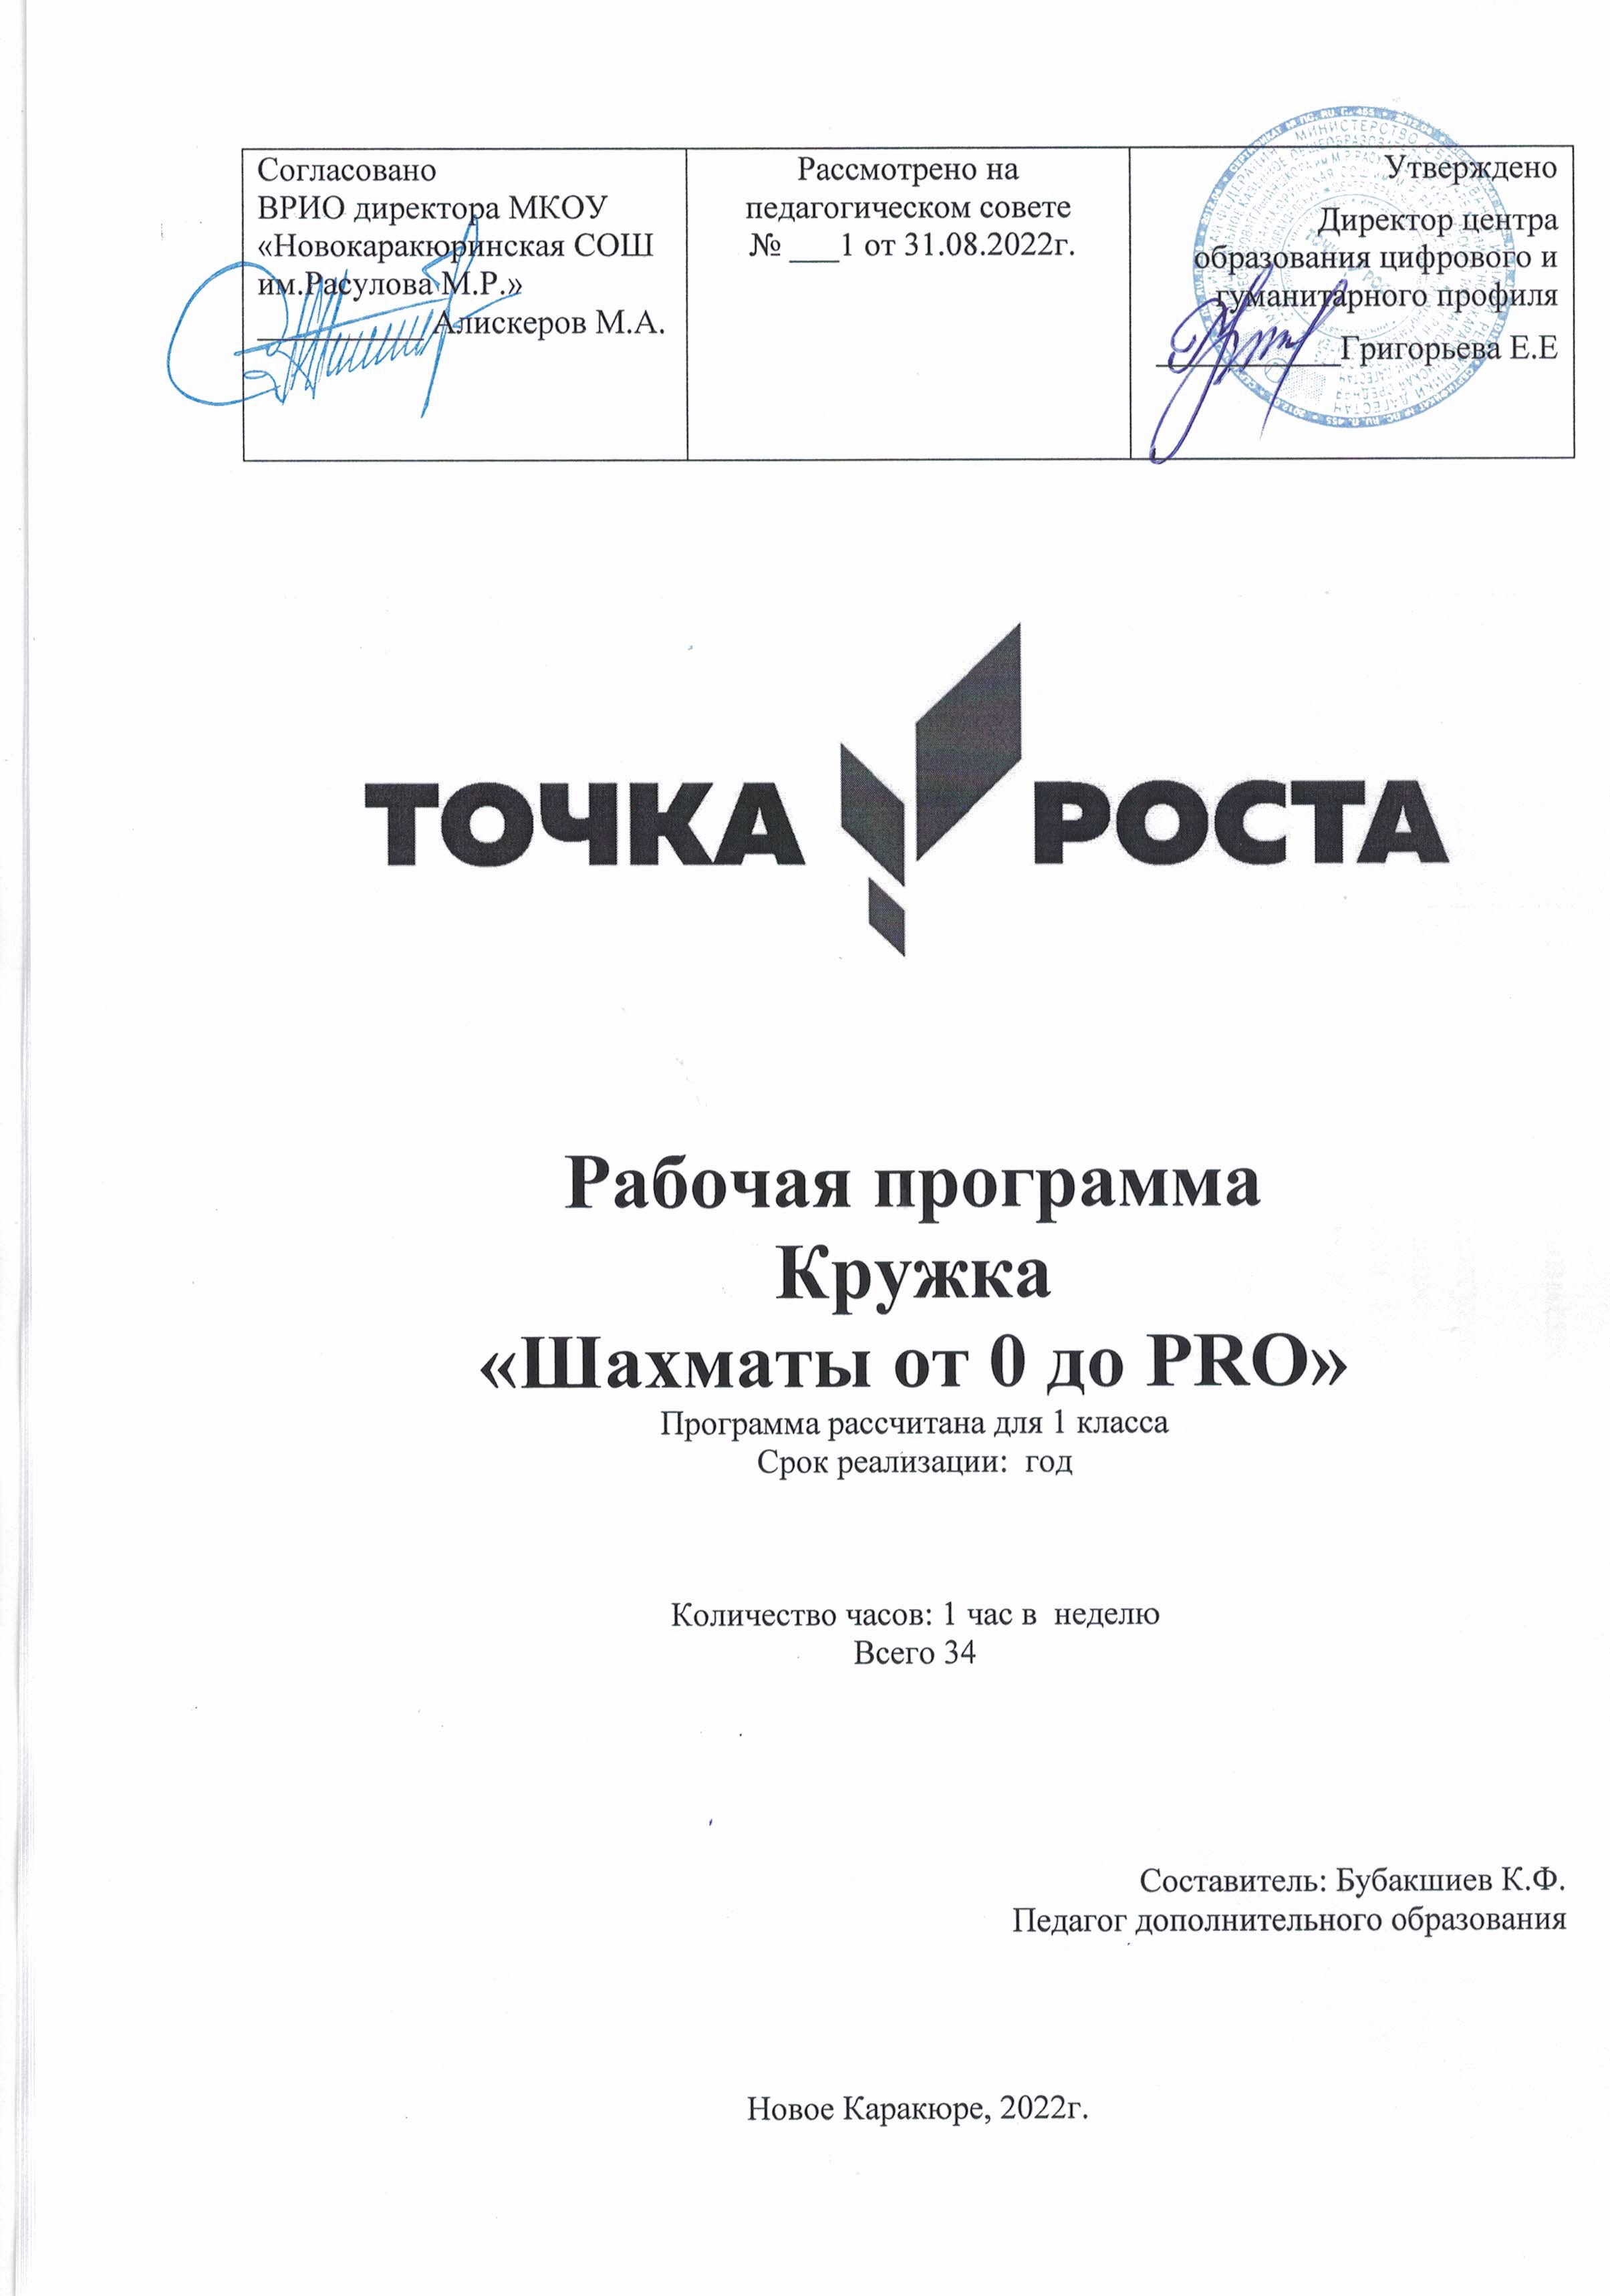 Согласовано
ВРИО директора МКОУ
«Новокаракюринская СОШ
им.Расулова М.Р.»
__________ Алискеров М.А.
Рассмотрено на
педагогическом совете
№ ___1 от 31.08.2022г.
Утверждено
Директор центра
образования цифрового и
гуманитарного профиля
___________Григорьева Е.Е
ТОЧКА РОСТА
Рабочая программа
Кружка
«Шахматы от 0 до PRO»
Программа рассчитана для 1 класса
Срок реализации:  год
Количество часов: 1 час в  неделю
Всего 34
Составитель: Бубакшиев К.Ф.
Педагог дополнительного образования
Новое Каракюре, 2022г.